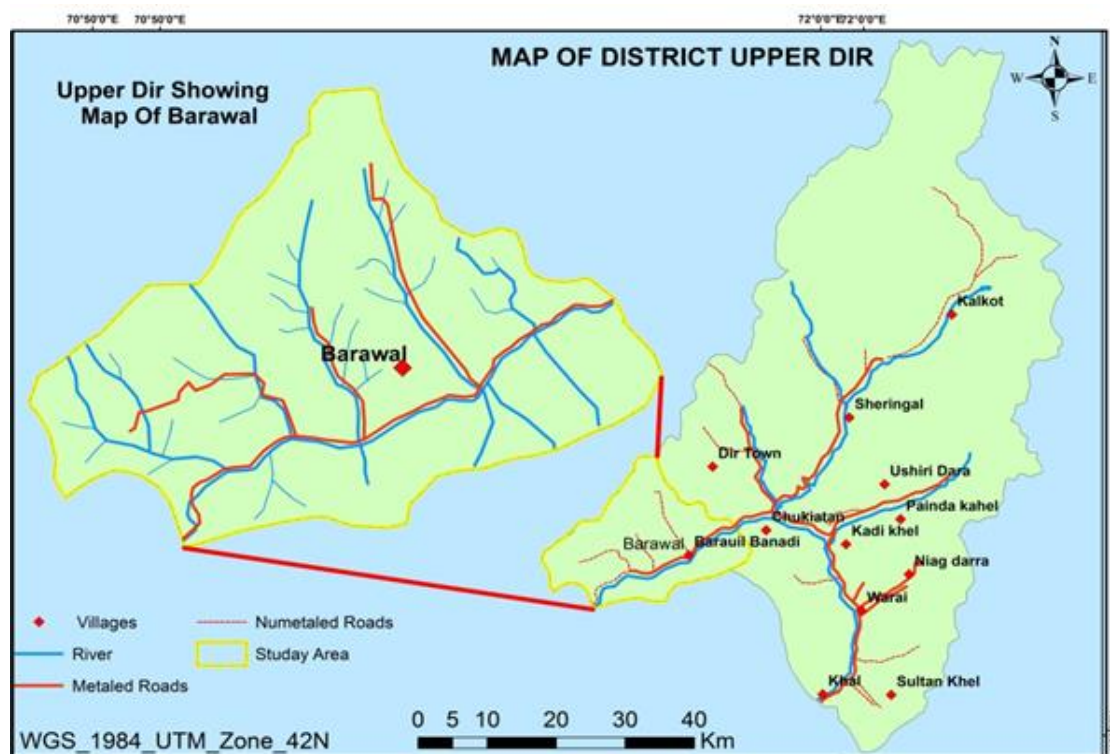 70°50'0"E 70°50'0"E 72°0'0"E 72°0'0"E
MAP OF DISTRICT UPPER DIR
Upper Dir Showing
Map Of Barawal
N
W E
S
Barawal
Kalkot
Sheringal
Dir Town
Ushiri Dara
Painda kahel
Chukiatan
Kadi khel
Barawal
Barauil Banadi
Niag darra
Warai
Khal
Sultan Khel
Villages
Numetaled Roads
River
Studay Area
Metaled Roads
WGS_1984_UTM_Zone_42N
0 5 10 20 30 40
Km